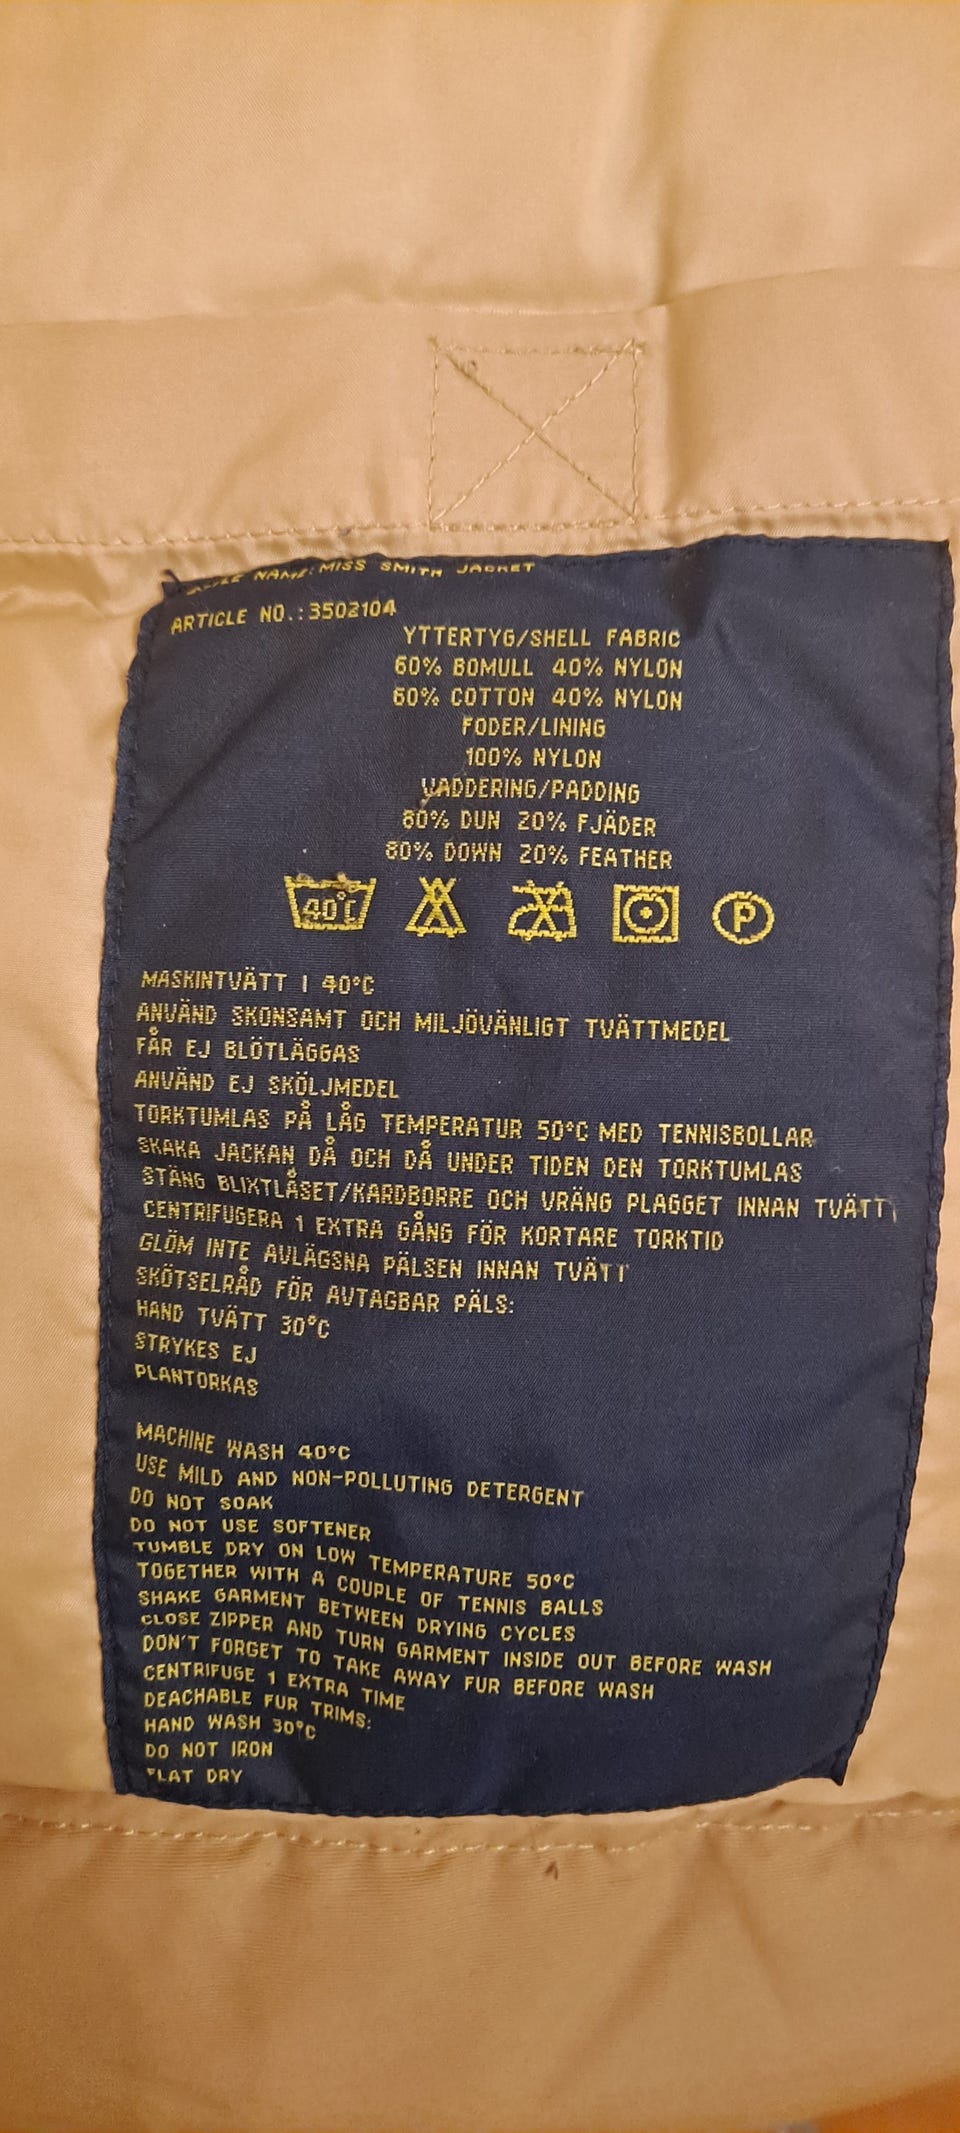 STYLE NAME: MISS SMITH JACKET
ARTICLE NO.:3502104
YTTERTYG/SHELL FABRIC
60% BOMULL 40% NYLON
60% COTTON 40% NYLON
FODER/LINING
100% NYLON
VADDERING/PADDING
80% DUN 20% FJÄDER
80% DOWN 20% FEATHER
40°C P
MASKINTVÄTT I 40°C
ANVÄND SKONSAMT OCH MILJÖVÄNLIGT TVÄTTMEDEL
FÅR EJ BLÖTLÄGGAS
ANVÄND EJ SKÖLJMEDEL
TORKTUMLAS PÅ LÅG TEMPERATUR 50°C MED TENNISBOLLAR
SKAKA JACKAN DÅ OCH DÅ UNDER TIDEN DEN TORKTUMLAS
STÄNG BLIXTLÅSET/KARDBORRE OCH VRÄNG PLAGGET INNAN TVÄTT
CENTRIFUGERA 1 EXTRA GÅNG FÖR KORTARE TORKTID
GLÖM INTE AVLÄGSNA PÄLSEN INNAN TVÄTT
SKÖTSELRÅD FÖR AVTAGBAR PÄLS:
HAND TVÄTT 30°C
STRYKES EJ
PLANTORKAS
MACHINE WASH 40°C
USE MILD AND NON-POLLUTING DETERGENT
DO NOT SOAK
DO NOT USE SOFTENER
TUMBLE DRY ON LOW TEMPERATURE 50°C
TOGETHER WITH A COUPLE OF TENNIS BALLS
SHAKE GARMENT BETWEEN DRYING CYCLES
CLOSE ZIPPER AND TURN GARMENT INSIDE OUT BEFORE WASH
DON'T FORGET TO TAKE AWAY FUR BEFORE WASH
CENTRIFUGE 1 EXTRA TIME
DEACHABLE FUR TRIMS:
HAND WASH 30°C
DO NOT IRON
FLAT DRY